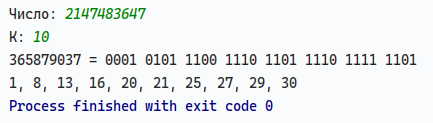 Число: 2147483647
К: 10
365879037 = 0001 0101 1100 1110 1101 1110 1111 1101
1, 8, 13, 16, 20, 21, 25, 27, 29, 30
Process finished with exit code 0